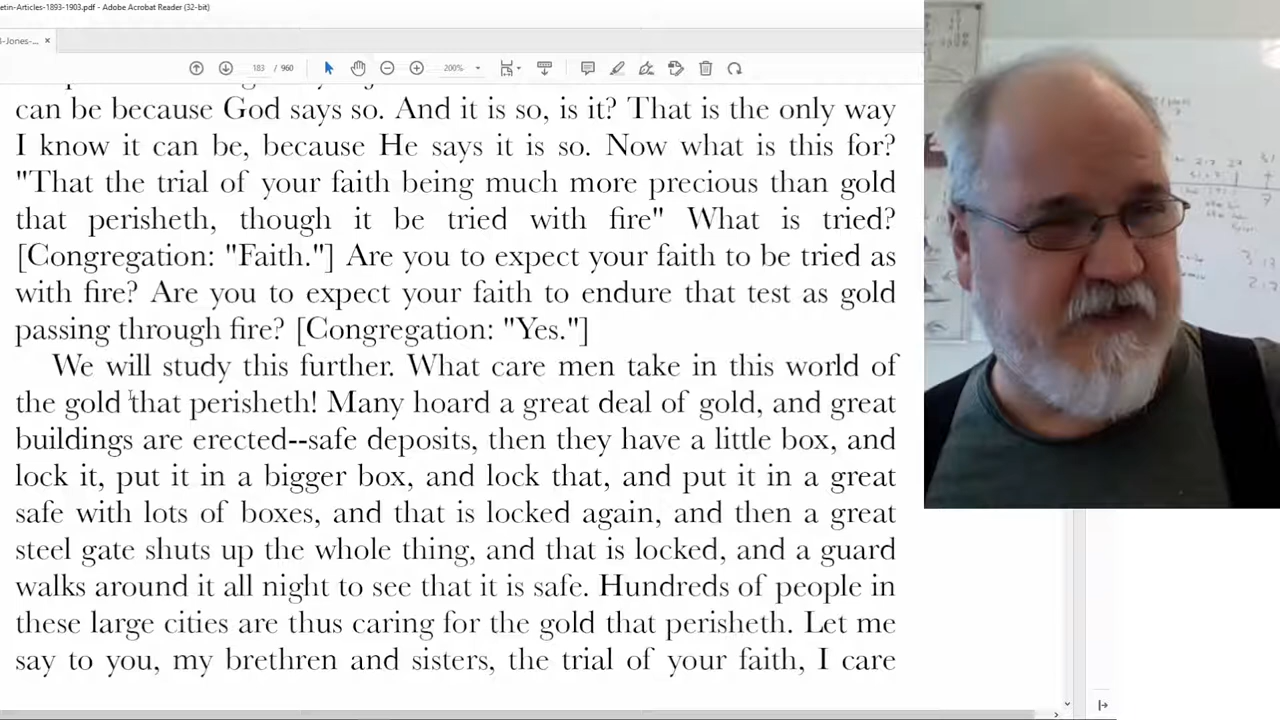 etin-Articles-1893-1903.pdf - Adobe Acrobat Reader (32-bit)
-Jones-... ×
183 / 960 200%
can be because God says so. And it is so, is it? That is the only way
I know it can be, because He says it is so. Now what is this for?
"That the trial of your faith being much more precious than gold
that perisheth, though it be tried with fire" What is tried?
[Congregation: "Faith."] Are you to expect your faith to be tried as
with fire? Are you to expect your faith to endure that test as gold
passing through fire? [Congregation: "Yes."]
We will study this further. What care men take in this world of
the gold that perisheth! Many hoard a great deal of gold, and great
buildings are erected--safe deposits, then they have a little box, and
lock it, put it in a bigger box, and lock that, and put it in a great
safe with lots of boxes, and that is locked again, and then a great
steel gate shuts up the whole thing, and that is locked, and a guard
walks around it all night to see that it is safe. Hundreds of people in
these large cities are thus caring for the gold that perisheth. Let me
say to you, my brethren and sisters, the trial of your faith, I care